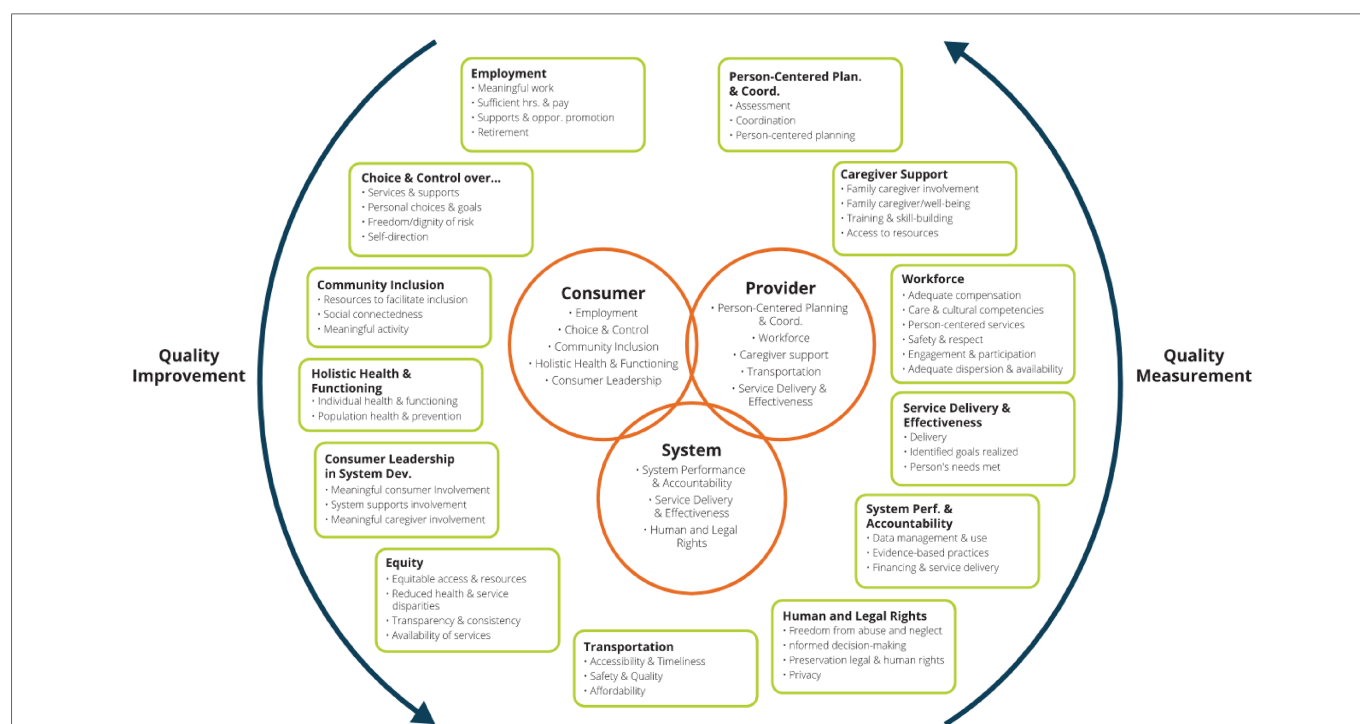 Employment
• Meaningful work
• Sufficient hrs. & pay
• Supports & oppor. promotion
• Retirement
Person-Centered Plan.
& Coord.
• Assessment
• Coordination
• Person-centered planning
Choice & Control over...
• Services & supports
• Personal choices & goals
• Freedom/dignity of risk
• Self-direction
Caregiver Support
• Family caregiver involvement
• Family caregiver/well-being
• Training & skill-building
• Access to resources
Community Inclusion
• Resources to facilitate inclusion
• Social connectedness
• Meaningful activity
Consumer
• Employment
• Choice & Control
• Community Inclusion
• Holistic Health & Functioning
• Consumer Leadership
Provider
• Person-Centered Planning
& Coord.
• Workforce
• Caregiver support
• Transportation
• Service Delivery &
Effectiveness
Workforce
• Adequate compensation
• Care & cultural competencies
• Person-centered services
• Safety & respect
• Engagement & participation
• Adequate dispersion & availability
Quality
Improvement
Quality
Measurement
Holistic Health &
Functioning
• Individual health & functioning
• Population health & prevention
Service Delivery &
Effectiveness
• Delivery
• Identified goals realized
• Person's needs met
System
• System Performance
& Accountability
• Service Delivery
& Effectiveness
• Human and Legal
Rights
Consumer Leadership
in System Dev.
• Meaningful consumer Involvement
• System supports involvement
• Meaningful caregiver involvement
System Perf. &
Accountability
• Data management & use
• Evidence-based practices
• Financing & service delivery
Equity
• Equitable access & resources
• Reduced health & service
disparities
• Transparency & consistency
• Availability of services
Transportation
• Accessibility & Timeliness
• Safety & Quality
• Affordability
Human and Legal Rights
• Freedom from abuse and neglect
• nformed decision-making
• Preservation legal & human rights
• Privacy